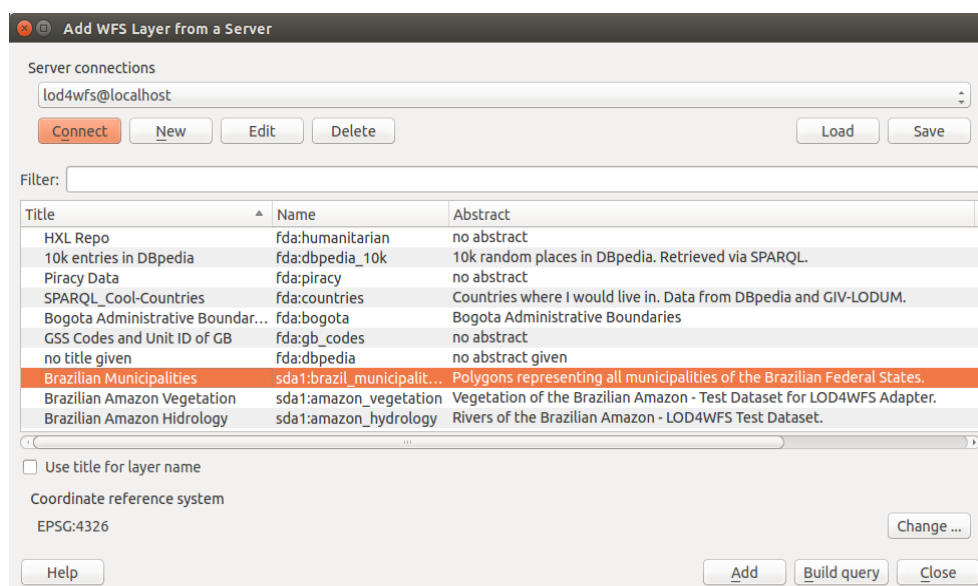 Add WFS Layer from a Server
Server connections
lod4wfs@localhost
Connect New Edit Delete Load Save
Filter:
Title Name Abstract
HXL Repo fda:humanitarian no abstract
10k entries in DBpedia fda:dbpedia_10k 10k random places in DBpedia. Retrieved via SPARQL.
Piracy Data fda:piracy no abstract
SPARQL_Cool-Countries fda:countries Countries where I would live in. Data from DBpedia and GIV-LODUM.
Bogota Administrative Boundar... fda:bogota Bogota Administrative Boundaries
GSS Codes and Unit ID of GB fda:gb_codes no abstract
no title given fda:dbpedia no abstract given
Brazilian Municipalities sda1:brazil_municipalit... Polygons representing all municipalities of the Brazilian Federal States.
Brazilian Amazon Vegetation sda1:amazon_vegetation Vegetation of the Brazilian Amazon - Test Dataset for LOD4WFS Adapter.
Brazilian Amazon Hidrology sda1:amazon_hydrology Rivers of the Brazilian Amazon - LOD4WFS Test Dataset.
Use title for layer name
Coordinate reference system
EPSG:4326 Change ...
Help Add Build query Close